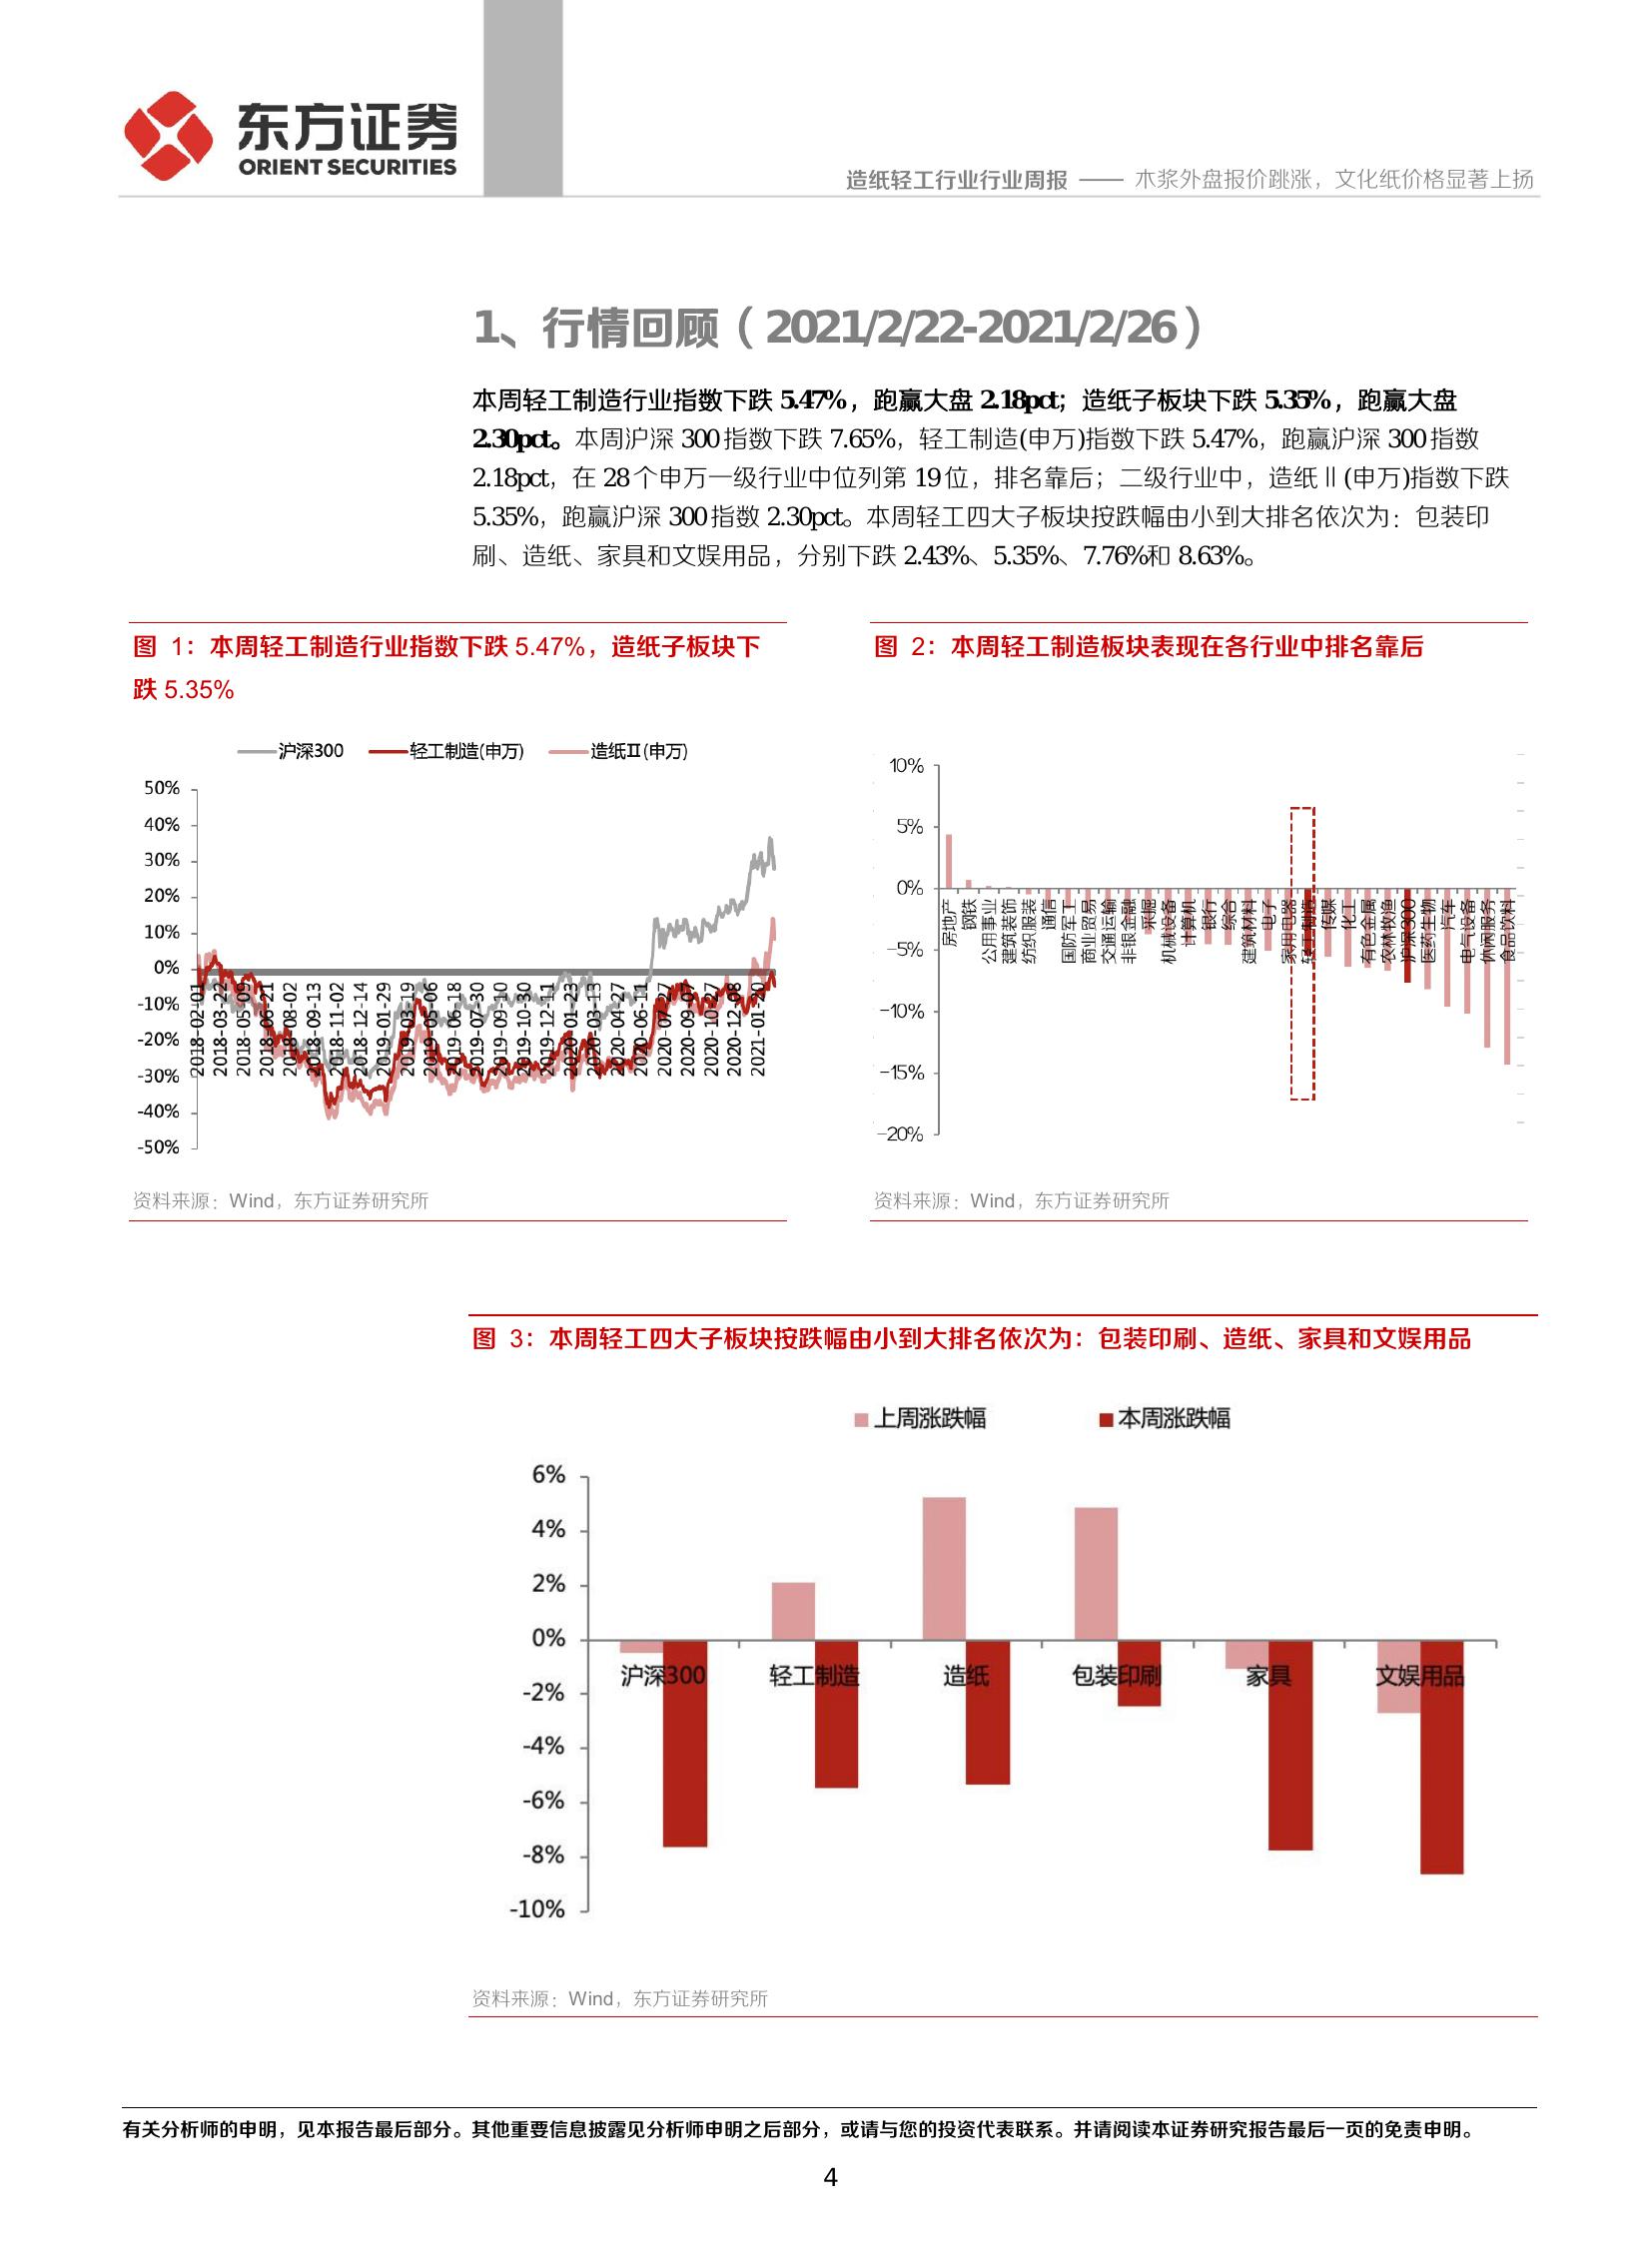 东方证券
ORIENT SECURITIES
造纸轻工行业行业周报 —— 木浆外盘报价跳涨，文化纸价格显著上扬
1、行情回顾（2021/2/22-2021/2/26）
本周轻工制造行业指数下跌 5.47%，跑赢大盘 2.18pct；造纸子板块下跌 5.35%，跑赢大盘
2.30pct。本周沪深 300 指数下跌 7.65%，轻工制造(申万)指数下跌 5.47%，跑赢沪深 300 指数
2.18pct，在 28 个申万一级行业中位列第 19 位，排名靠后；二级行业中，造纸Ⅱ(申万)指数下跌
5.35%，跑赢沪深 300 指数 2.30pct。本周轻工四大子板块按跌幅由小到大排名依次为：包装印
刷、造纸、家具和文娱用品，分别下跌 2.43%、5.35%、7.76%和 8.63%。
图 1：本周轻工制造行业指数下跌 5.47%，造纸子板块下
跌 5.35%
沪深300 轻工制造(申万) 造纸Ⅱ(申万)
50%
40%
30%
20%
10%
0%
-10%
-20%
-30%
-40%
-50%
2018-02-01
2018-03-22
2018-05-09
2018-06-21
2018-08-02
2018-09-13
2018-11-02
2018-12-14
2019-01-29
2019-03-19
2019-05-06
2019-06-18
2019-07-30
2019-09-10
2019-10-30
2019-12-11
2020-01-23
2020-03-13
2020-04-27
2020-06-11
2020-07-27
2020-09-07
2020-10-27
2020-12-08
2021-01-20
资料来源：Wind，东方证券研究所
图 2：本周轻工制造板块表现在各行业中排名靠后
10%
5%
0%
-5%
-10%
-15%
-20%
房地产
钢铁
公用事业
建筑装饰
纺织服装
通信
国防军工
商业贸易
交通运输
非银金融
采掘
机械设备
计算机
银行
综合
建筑材料
电子
家用电器
轻工制造
传媒
化工
有色金属
农林牧渔
沪深300
医药生物
汽车
电气设备
休闲服务
食品饮料
资料来源：Wind，东方证券研究所
图 3：本周轻工四大子板块按跌幅由小到大排名依次为：包装印刷、造纸、家具和文娱用品
上周涨跌幅 本周涨跌幅
6%
4%
2%
0%
-2%
-4%
-6%
-8%
-10%
沪深300 轻工制造 造纸 包装印刷 家具 文娱用品
资料来源：Wind，东方证券研究所
有关分析师的申明，见本报告最后部分。其他重要信息披露见分析师申明之后部分，或请与您的投资代表联系。并请阅读本证券研究报告最后一页的免责申明。
4